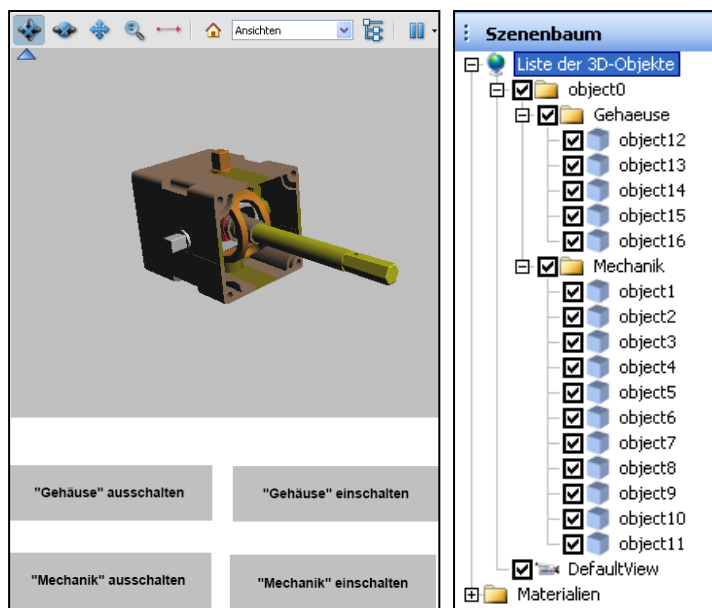 Ansichten
"Gehäuse" ausschalten
"Gehäuse" einschalten
"Mechanik" ausschalten
"Mechanik" einschalten
Szenenbaum
Liste der 3D-Objekte
object0
Gehaeuse
object12
object13
object14
object15
object16
Mechanik
object1
object2
object3
object4
object5
object6
object7
object8
object9
object10
object11
DefaultView
Materialien